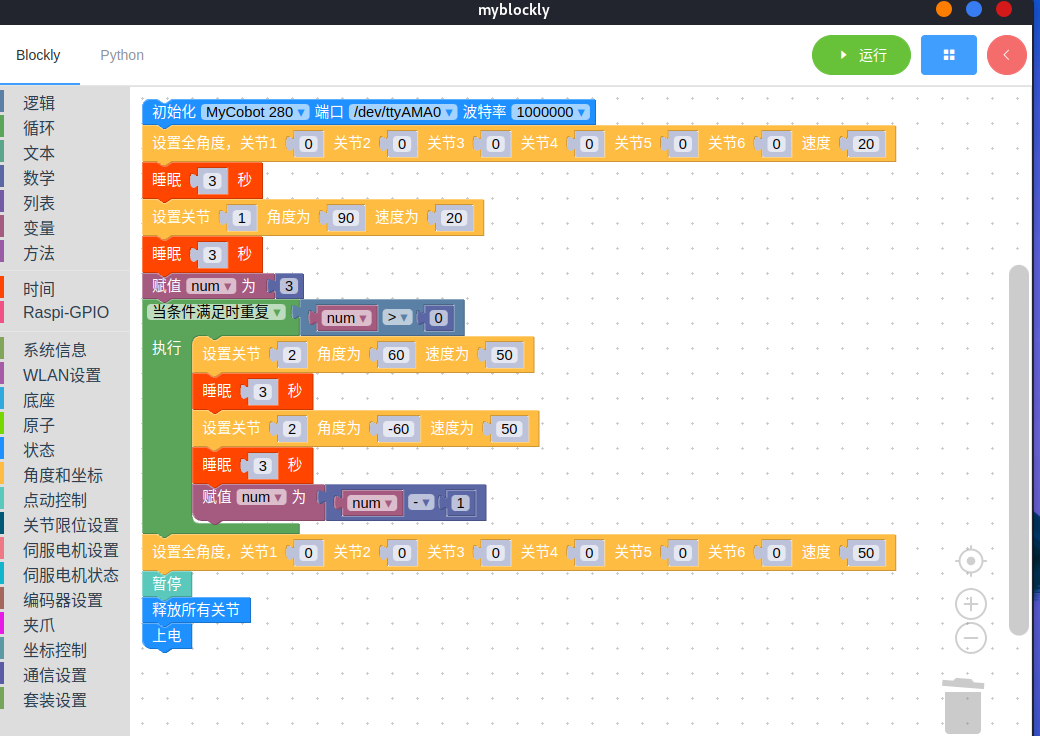 myblockly
Blockly Python 运行
逻辑
循环
文本
数学
列表
变量
方法
时间
Raspi-GPIO
系统信息
WLAN设置
底座
原子
状态
角度和坐标
点动控制
关节限位设置
伺服电机设置
伺服电机状态
编码器设置
夹爪
坐标控制
通信设置
套装设置
初始化 MyCobot 280 端口 /dev/ttyAMA0 波特率 1000000
设置全角度，关节1 0 关节2 0 关节3 0 关节4 0 关节5 0 关节6 0 速度 20
睡眠 3 秒
设置关节 1 角度为 90 速度为 20
睡眠 3 秒
赋值 num 为 3
当条件满足时重复 num > 0
执行 设置关节 2 角度为 60 速度为 50
睡眠 3 秒
设置关节 2 角度为 -60 速度为 50
睡眠 3 秒
赋值 num 为 num - 1
设置全角度，关节1 0 关节2 0 关节3 0 关节4 0 关节5 0 关节6 0 速度 50
暂停
释放所有关节
上电